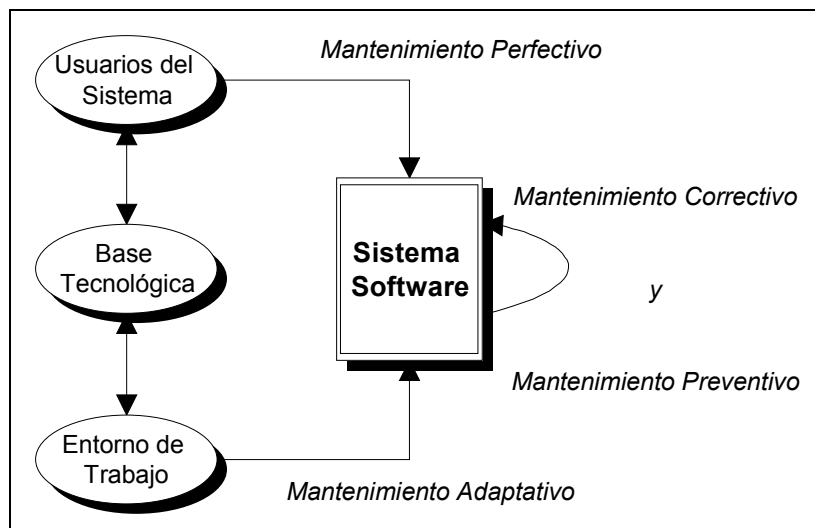 Mantenimiento Perfectivo
Usuarios del
Sistema
Mantenimiento Correctivo
Base
Tecnológica
Sistema
Software
y
Mantenimiento Preventivo
Entorno de
Trabajo
Mantenimiento Adaptativo